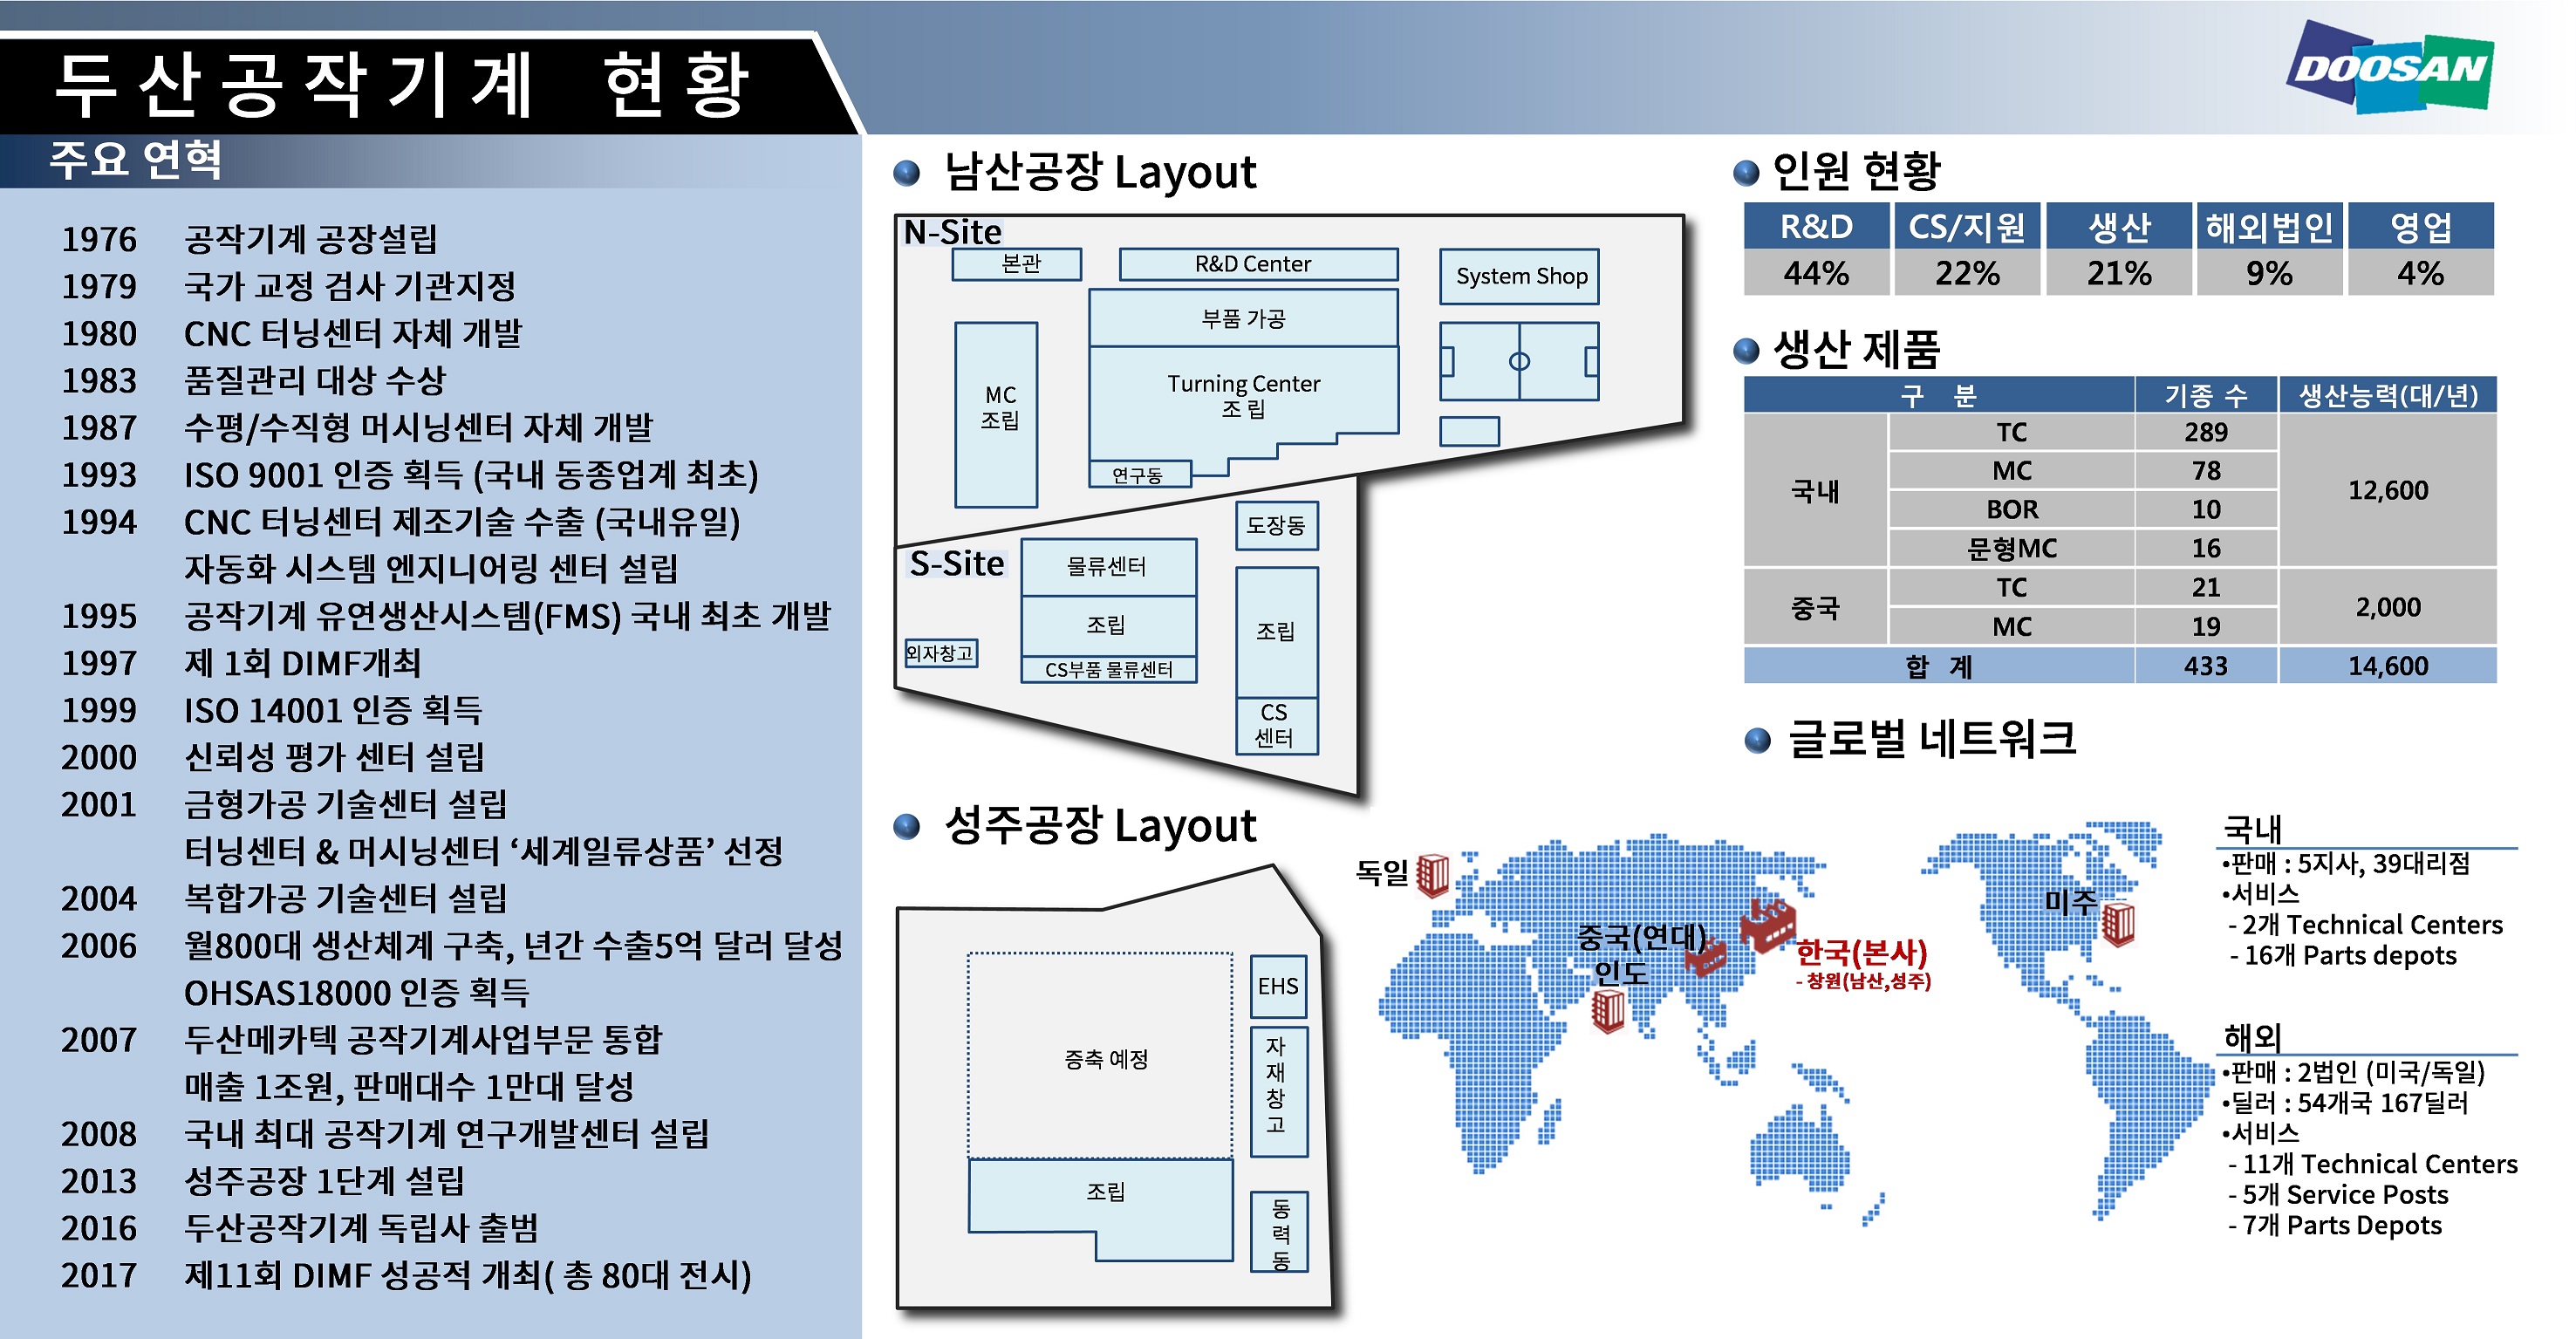 두산공작기계 현황
DOOSAN
주요 연혁
1976 공작기계 공장설립
1979 국가 교정 검사 기관지정
1980 CNC 터닝센터 자체 개발
1983 품질관리 대상 수상
1987 수평/수직형 머시닝센터 자체 개발
1993 ISO 9001 인증 획득 (국내 동종업계 최초)
1994 CNC 터닝센터 제조기술 수출 (국내유일)
자동화 시스템 엔지니어링 센터 설립
1995 공작기계 유연생산시스템(FMS) 국내 최초 개발
1997 제 1회 DIMF개최
1999 ISO 14001 인증 획득
2000 신뢰성 평가 센터 설립
2001 금형가공 기술센터 설립
터닝센터 & 머시닝센터 ‘세계일류상품’ 선정
2004 복합가공 기술센터 설립
2006 월800대 생산체계 구축, 년간 수출5억 달러 달성
OHSAS18000 인증 획득
2007 두산메카텍 공작기계사업부문 통합
매출 1조원, 판매대수 1만대 달성
2008 국내 최대 공작기계 연구개발센터 설립
2013 성주공장 1단계 설립
2016 두산공작기계 독립사 출범
2017 제11회 DIMF 성공적 개최( 총 80대 전시)
남산공장 Layout
N-Site
본관
R&D Center
System Shop
부품 가공
MC
조립
Turning Center
조 립
연구동
S-Site
도장동
물류센터
조립
조립
외자창고
CS부품 물류센터
CS
센터
성주공장 Layout
증축 예정
EHS
자
재
창
고
조립
동
력
동
인원 현황
R&D CS/지원 생산 해외법인 영업
44% 22% 21% 9% 4%
생산 제품
구 분 기종 수 생산능력(대/년)
국내 TC 289 12,600
MC 78
BOR 10
문형MC 16
중국 TC 21 2,000
MC 19
합 계 433 14,600
글로벌 네트워크
독일
중국(연대)
인도
한국(본사)
- 창원(남산,성주)
미주
국내
•판매 : 5지사, 39대리점
•서비스
- 2개 Technical Centers
- 16개 Parts depots
해외
•판매 : 2법인 (미국/독일)
•딜러 : 54개국 167딜러
•서비스
- 11개 Technical Centers
- 5개 Service Posts
- 7개 Parts Depots